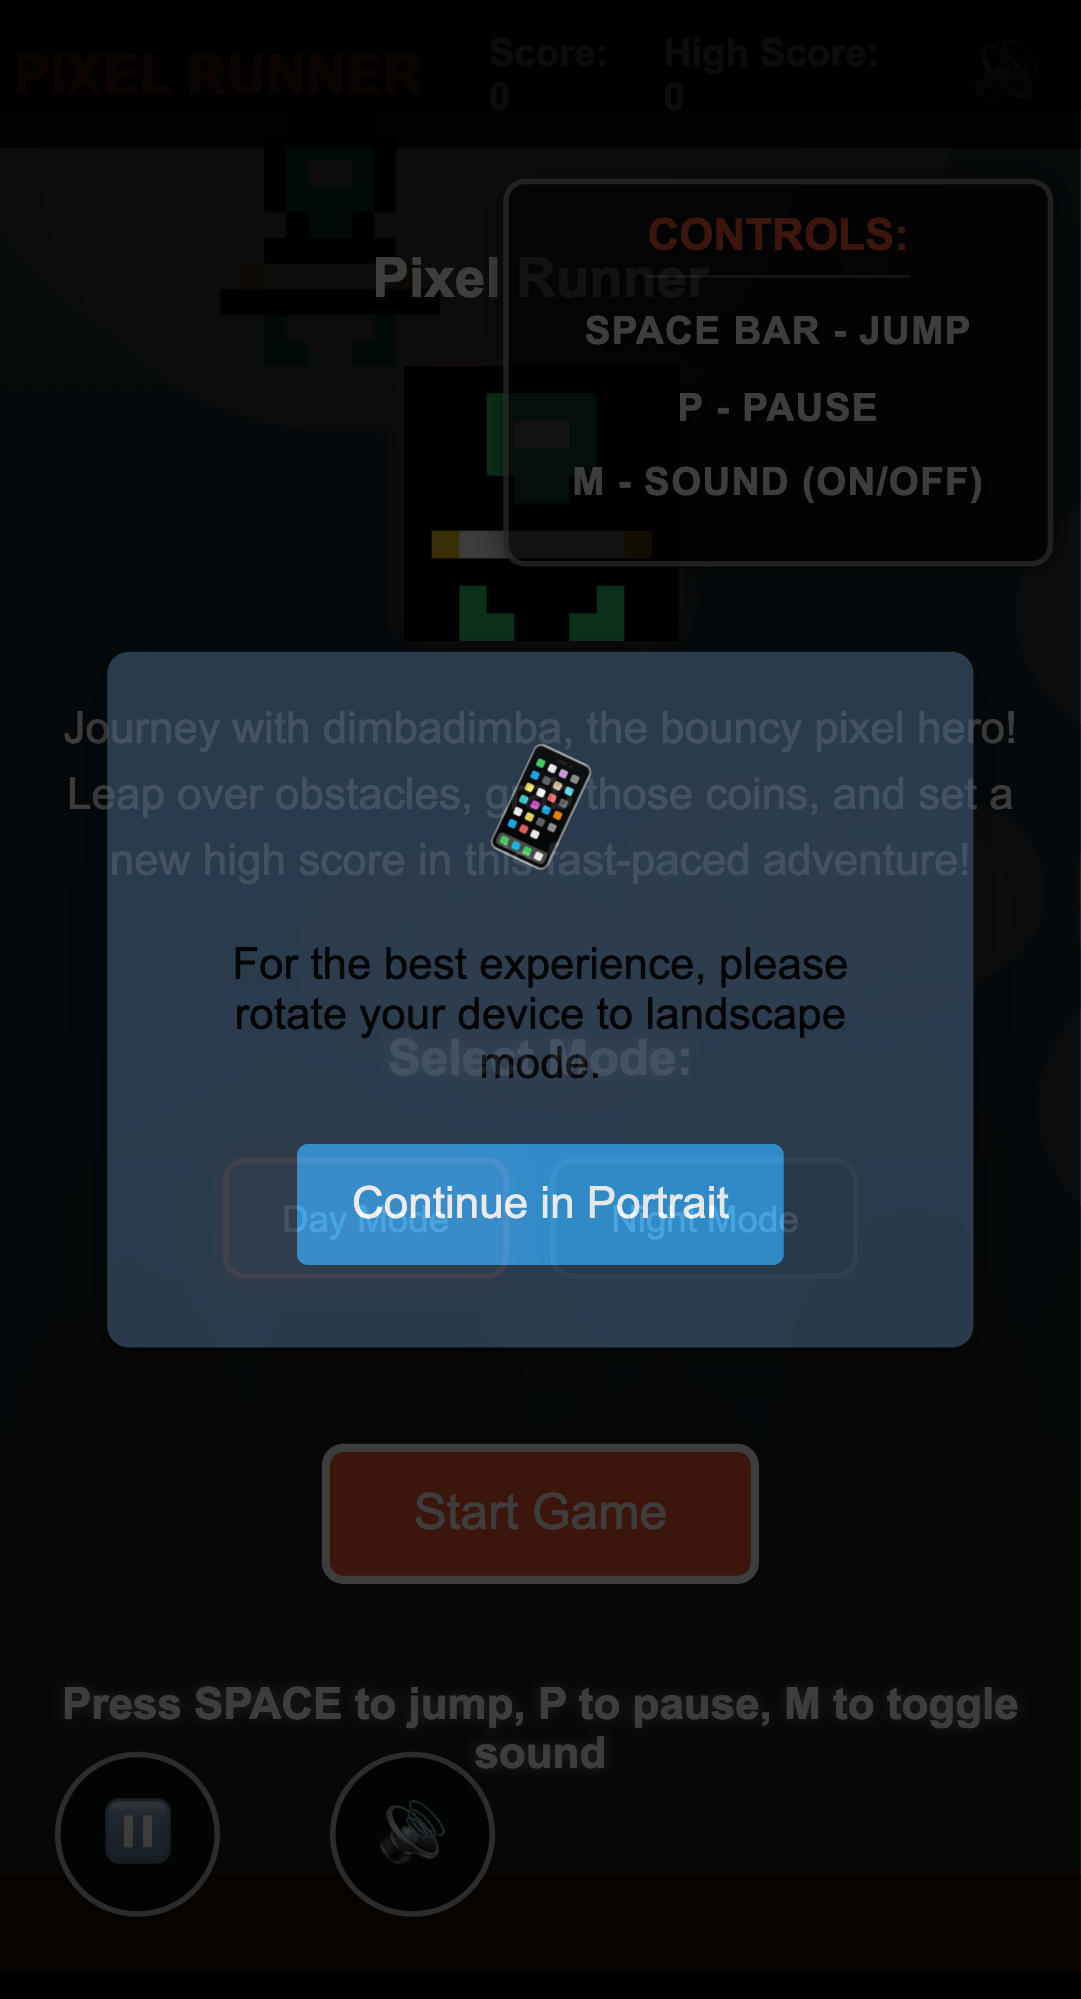 PIXEL RUNNER
Score:
0
High Score:
0
CONTROLS:
Pixel Runner
SPACE BAR - JUMP
P - PAUSE
M - SOUND (ON/OFF)
Journey with dimbadimba, the bouncy pixel hero!
Leap over obstacles, those coins, and set a
new high score in this fast-paced adventure!
For the best experience, please
rotate your device to landscape
mode.
Select Mode:
Continue in Portrait
Day Mode
Night Mode
Start Game
Press SPACE to jump, P to pause, M to toggle
sound